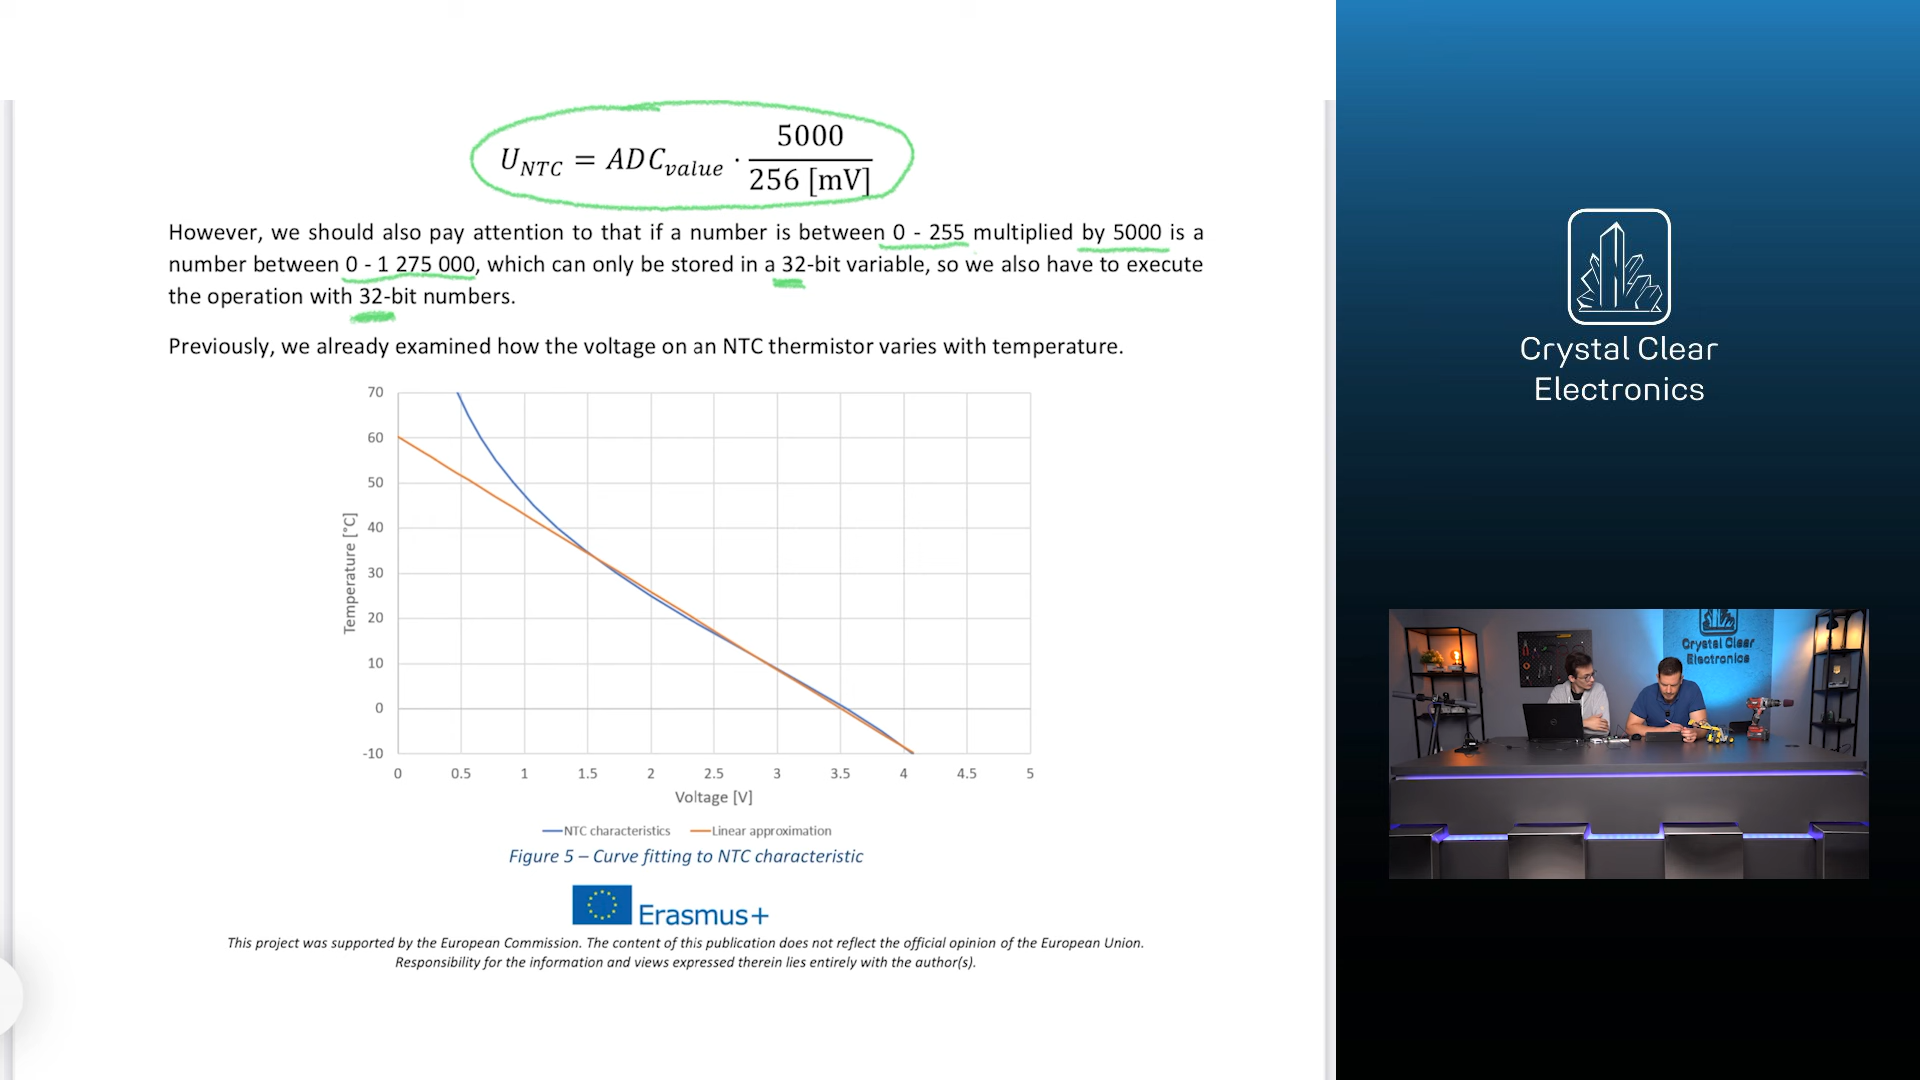 U_NTC = ADC_value · 5000 / 256 [mV]
However, we should also pay attention to that if a number is between 0 - 255 multiplied by 5000 is a
number between 0 - 1 275 000, which can only be stored in a 32-bit variable, so we also have to execute
the operation with 32-bit numbers.
Previously, we already examined how the voltage on an NTC thermistor varies with temperature.
70
60
50
40
30
20
10
0
-10
Temperature [°C]
0 0.5 1 1.5 2 2.5 3 3.5 4 4.5 5
Voltage [V]
NTC characteristics Linear approximation
Figure 5 – Curve fitting to NTC characteristic
Erasmus+
This project was supported by the European Commission. The content of this publication does not reflect the official opinion of the European Union.
Responsibility for the information and views expressed therein lies entirely with the author(s).
Crystal Clear
Electronics
Crystal Clear
Electronics